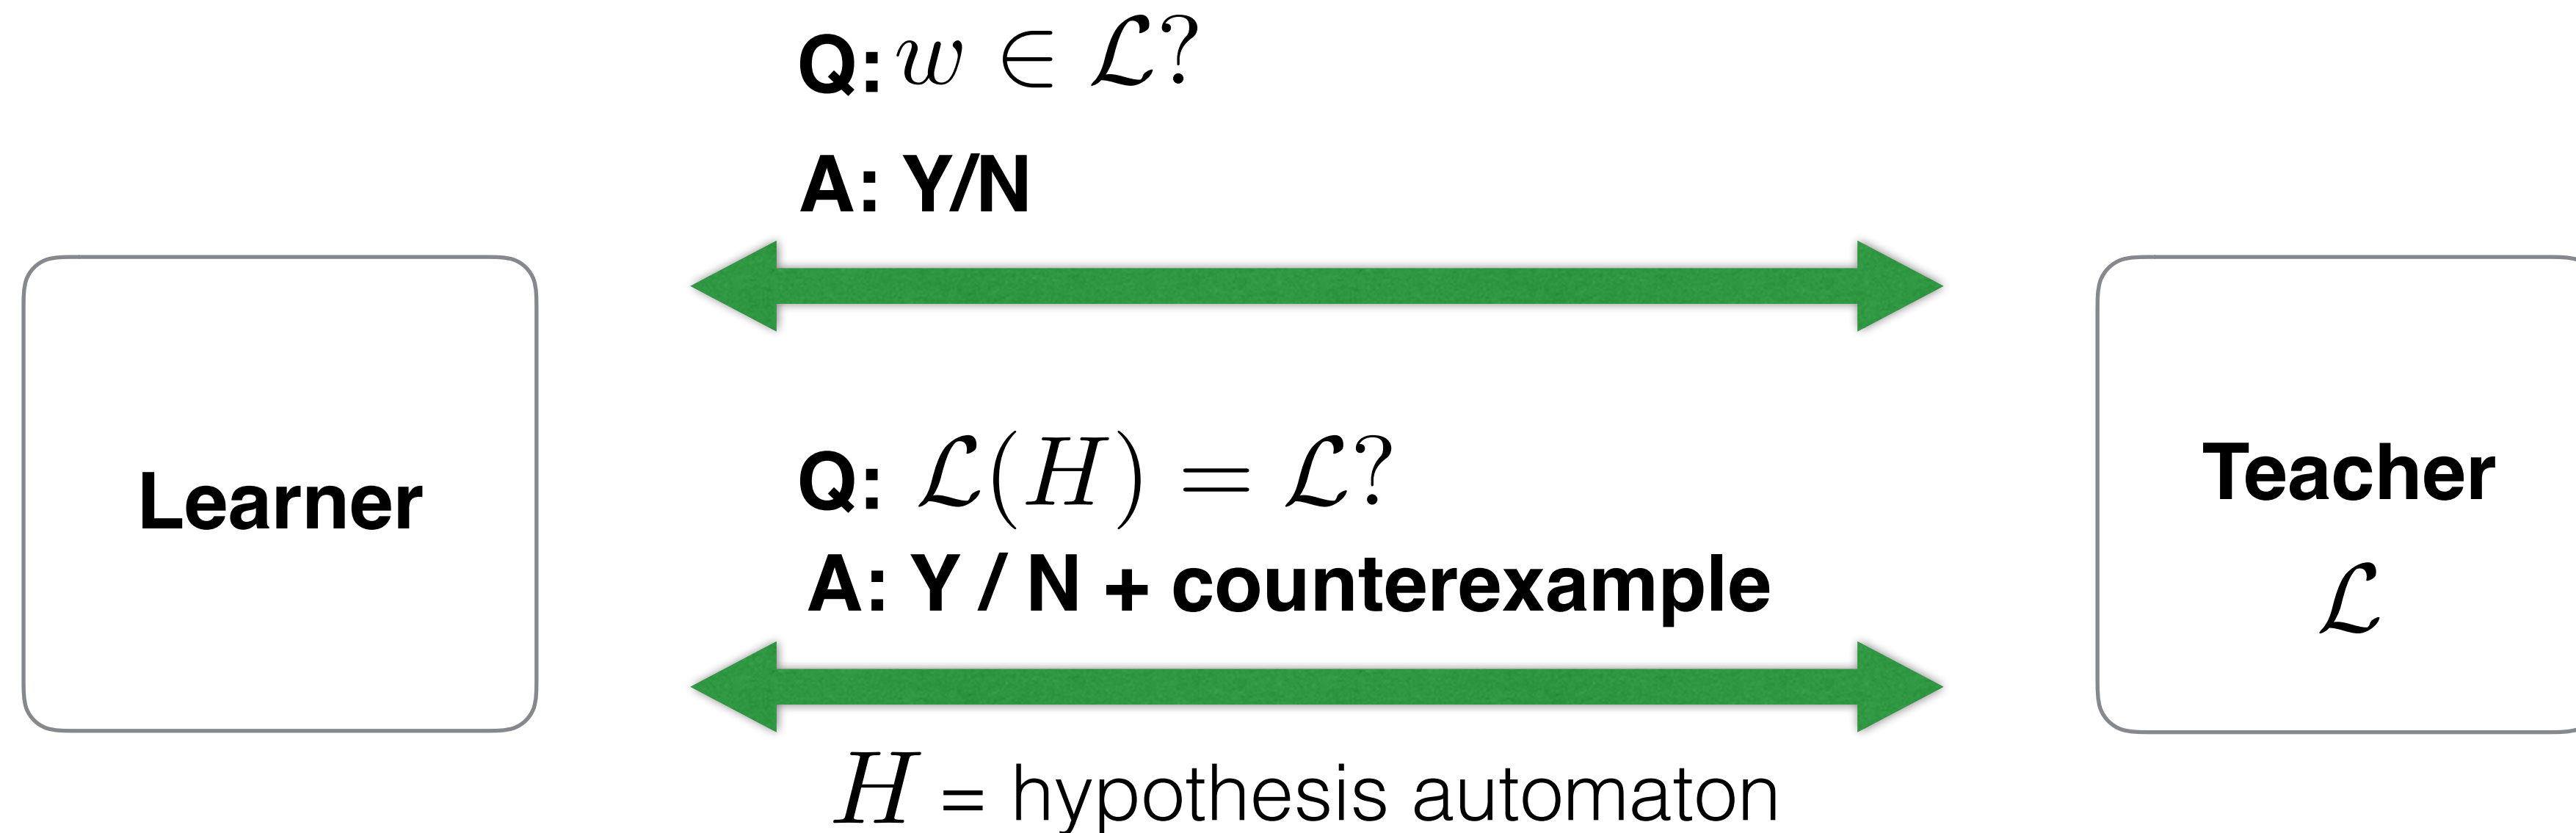 Q: w ∈ ℒ?
A: Y/N
Learner
Q: ℒ(H) = ℒ?
A: Y / N + counterexample
Teacher
ℒ
H = hypothesis automaton